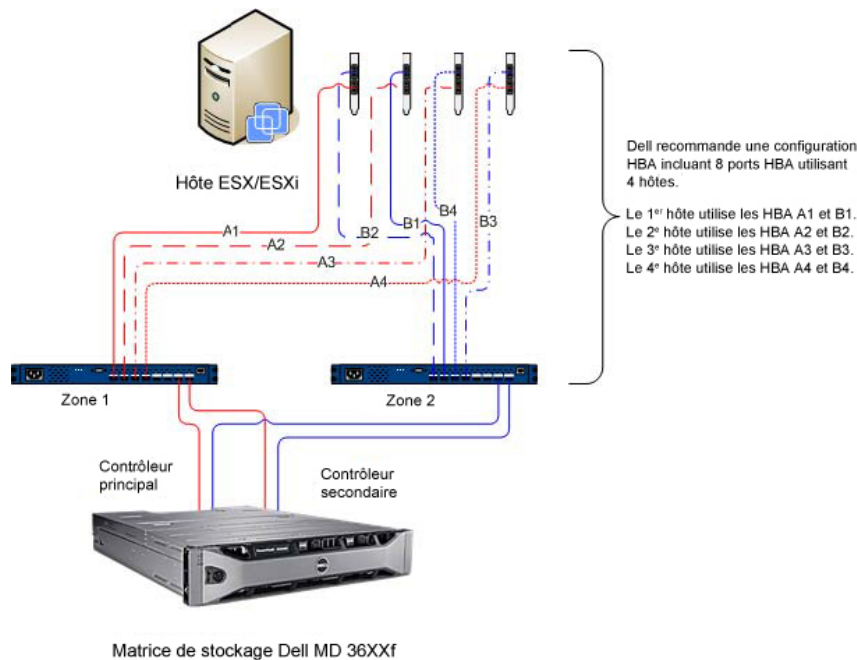 Hôte ESX/ESXi
A1
A2
A3
A4
B2
B1
B4
B3
Dell recommande une configuration
HBA incluant 8 ports HBA utilisant
4 hôtes.
Le 1er hôte utilise les HBA A1 et B1.
Le 2e hôte utilise les HBA A2 et B2.
Le 3e hôte utilise les HBA A3 et B3.
Le 4e hôte utilise les HBA A4 et B4.
Zone 1
Zone 2
Contrôleur
principal
Contrôleur
secondaire
Matrice de stockage Dell MD 36XXf